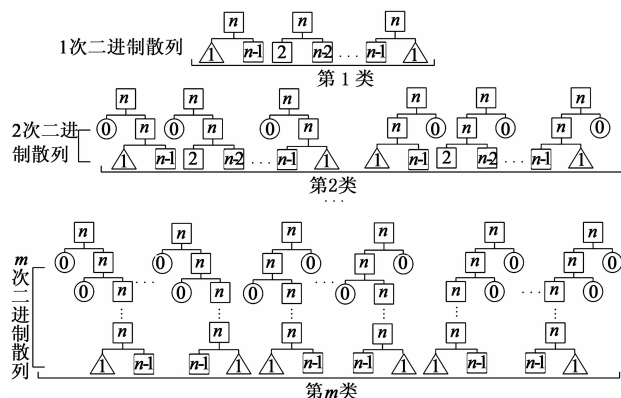 n n n
1次二进制散列
1 n-1 2 n-2 ... n-1 1
第1类
n n n n n n
2次二进制散列
0 n 0 n 0 n n 0 n 0 n 0
1 n-1 2 n-2 ... n-1 1 1 n-1 2 n-2 ... n-1 1
第2类
...
n n n n n n
m次二进制散列
0 n 0 n n 0 n 0 n 0 n 0
0 n ... 0 n 0 n 0 n n 0 ... n 0
n n n n n n
1 n-1 n-1 1 1 n-1 n-1 1 1 n-1 n-1 1
第m类